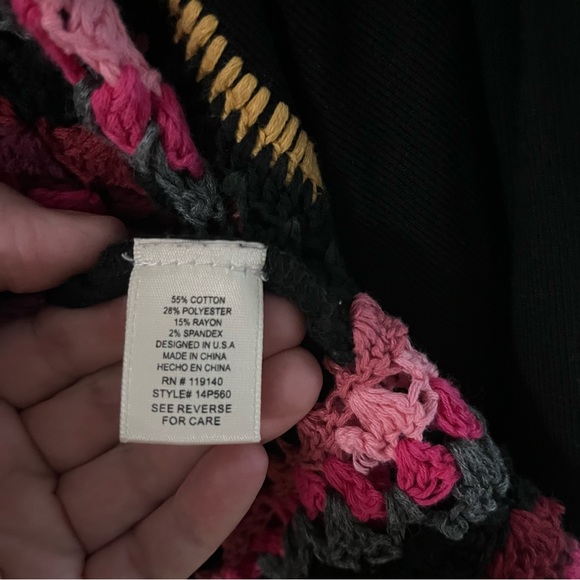 55% COTTON
28% POLYESTER
15% RAYON
2% SPANDEX
DESIGNED IN U.S.A
MADE IN CHINA
HECHO EN CHINA
RN # 119140
STYLE# 14P560
SEE REVERSE
FOR CARE